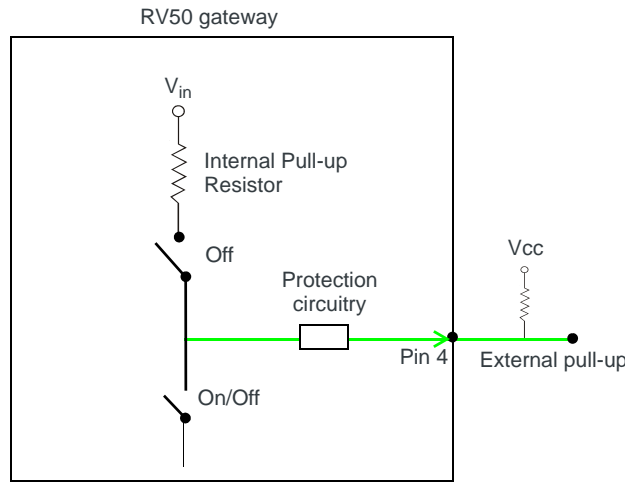 RV50 gateway
Vin
Internal Pull-up
Resistor
Off
Protection
circuitry
Vcc
Pin 4
External pull-up
On/Off